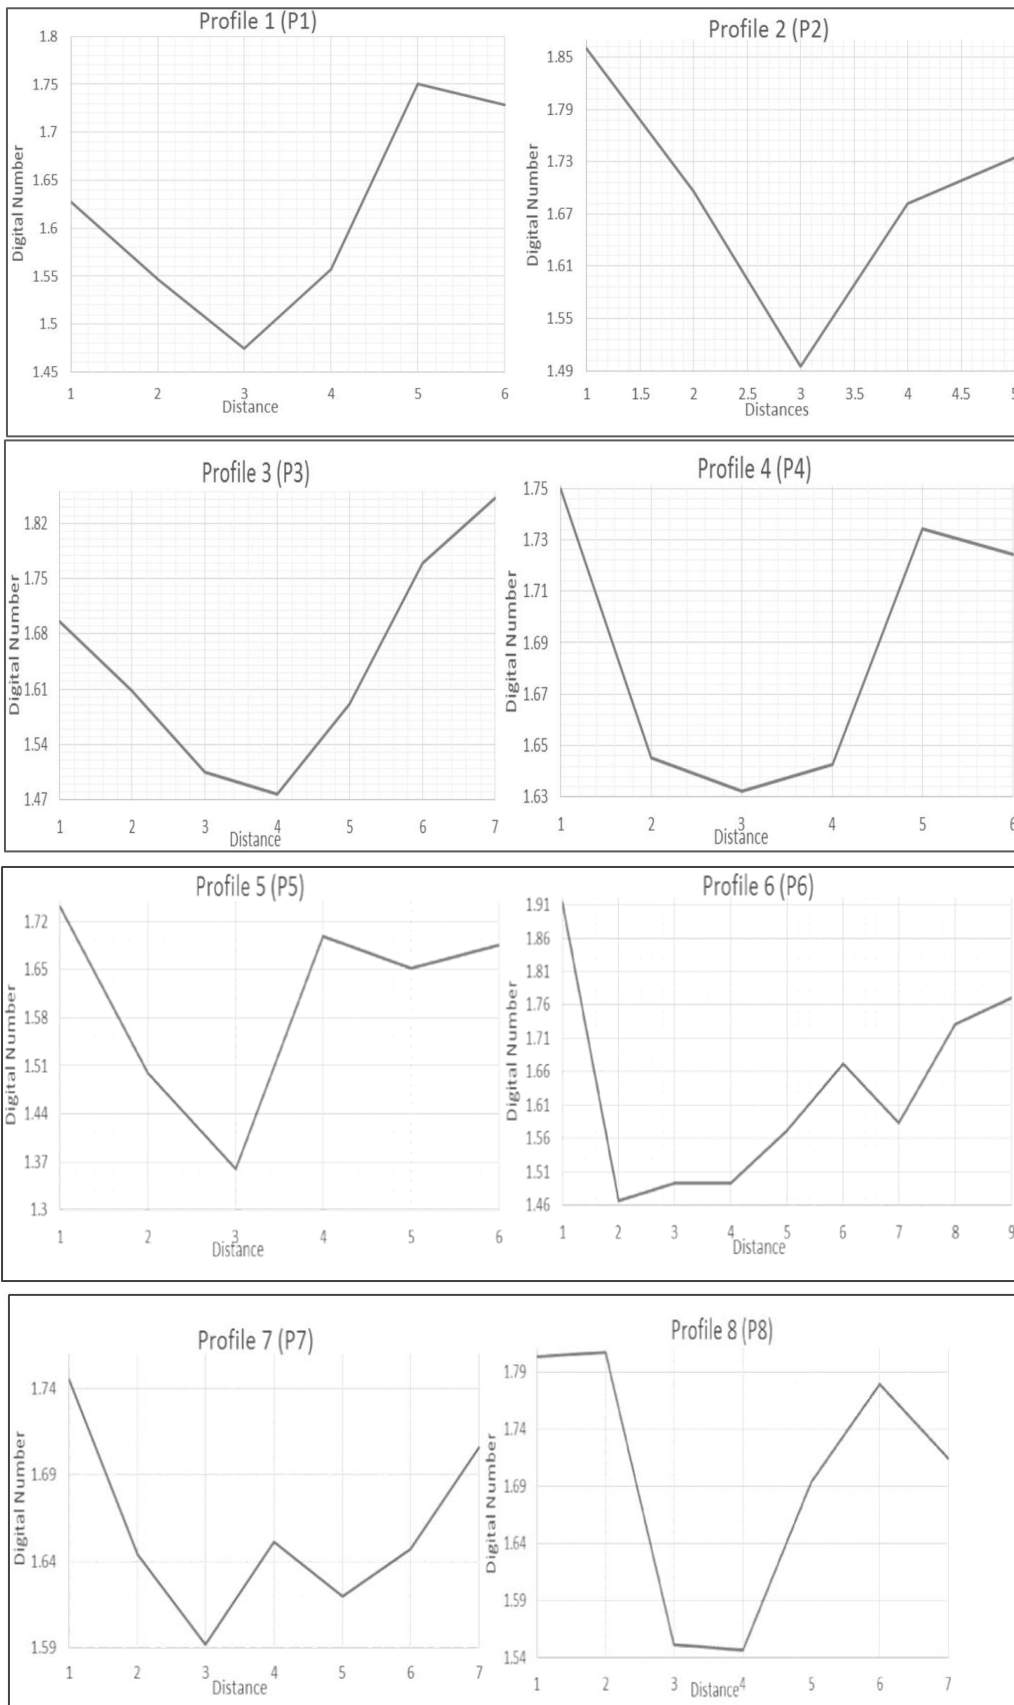 Profile 1 (P1)
Digital Number
1.8
1.75
1.7
1.65
1.6
1.55
1.5
1.45
1 2 3 4 5 6
Distance
Profile 2 (P2)
Digital Number
1.85
1.79
1.73
1.67
1.61
1.55
1.49
1 1.5 2 2.5 3 3.5 4 4.5 5
Distances
Profile 3 (P3)
Digital Number
1.82
1.75
1.68
1.61
1.54
1.47
1 2 3 4 5 6 7
Distance
Profile 4 (P4)
Digital Number
1.75
1.73
1.71
1.69
1.67
1.65
1.63
1 2 3 4 5 6
Distance
Profile 5 (P5)
Digital Number
1.72
1.65
1.58
1.51
1.44
1.37
1.3
1 2 3 4 5 6
Distance
Profile 6 (P6)
Digital Number
1.91
1.86
1.81
1.76
1.71
1.66
1.61
1.56
1.51
1.46
1 2 3 4 5 6 7 8 9
Distance
Profile 7 (P7)
Digital Number
1.74
1.69
1.64
1.59
1 2 3 4 5 6 7
Distance
Profile 8 (P8)
Digital Number
1.79
1.74
1.69
1.64
1.59
1.54
1 2 3 4 5 6 7
Distance